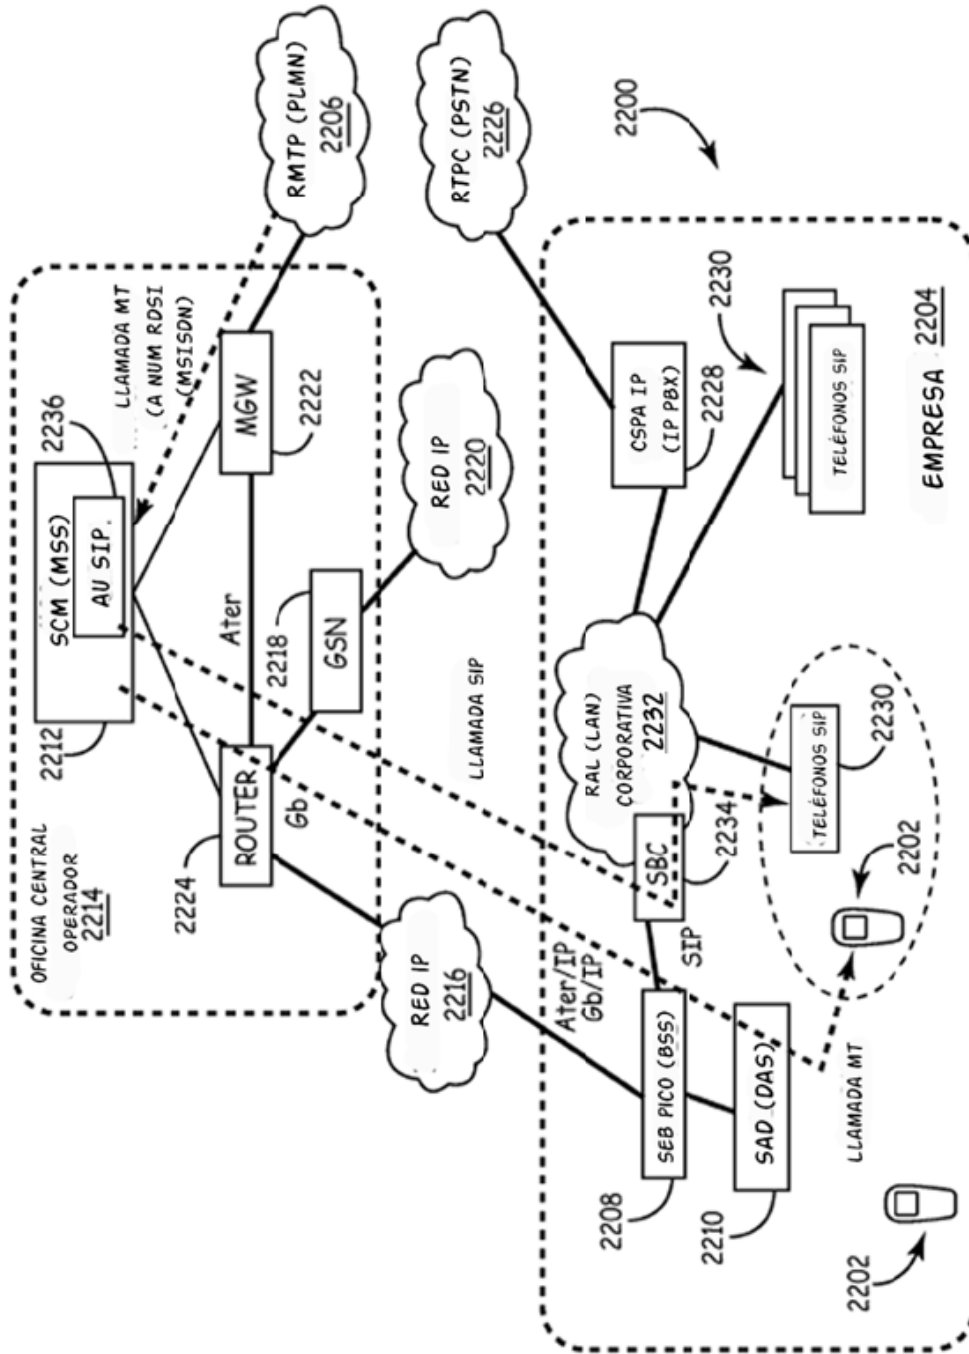 OFICINA CENTRAL
OPERADOR
2214
2212
SCM (MSS)
AU SIP.
2236
LLAMADA MT
(A NUM RDSI
(MSISDN)
2224
ROUTER
Gb
Ater
2218
GSN
MGW
2222
RMTP (PLMN)
2206
RED IP
2216
RED IP
2220
RTPC (PSTN)
2226
LLAMADA SIP
2200
Ater/IP
Gb/IP
SEB PICO (BSS)
2208
SAD (DAS)
2210
SIP
SBC
2234
RAL (LAN)
CORPORATIVA
2232
CSPA IP
(IP PBX)
2228
2230
TELÉFONOS SIP
TELÉFONOS SIP
2230
2202
LLAMADA MT
2202
EMPRESA 2204